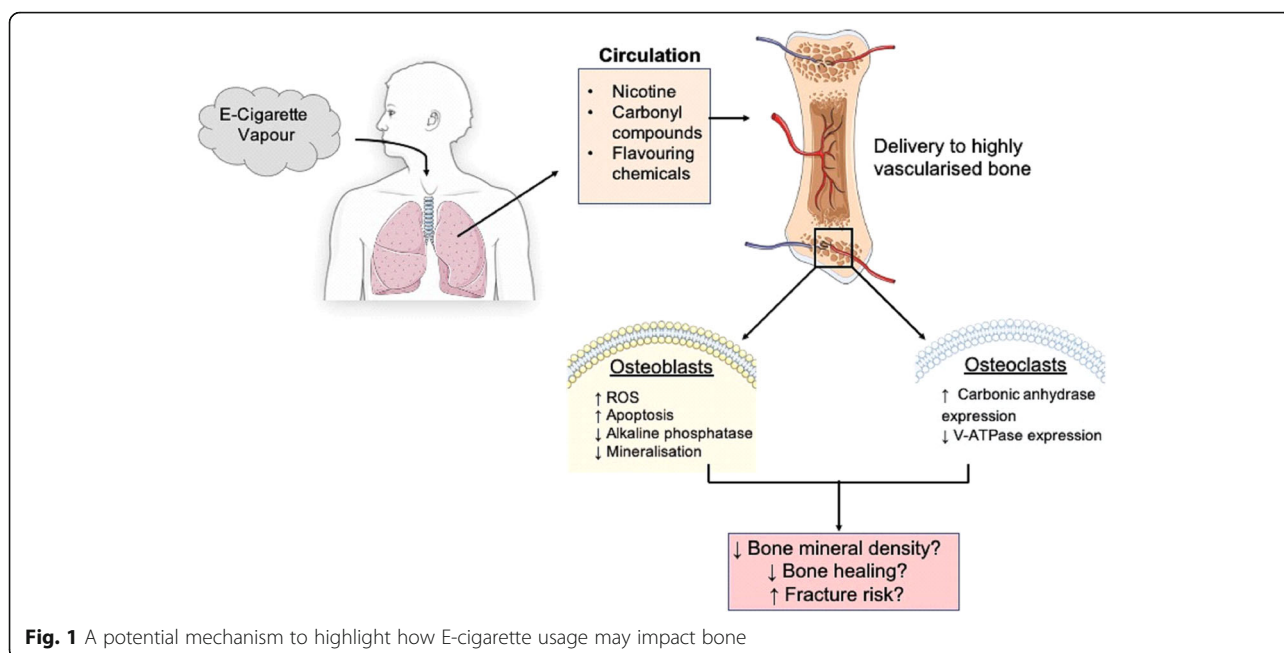 E-Cigarette
Vapour
Circulation
• Nicotine
• Carbonyl
compounds
• Flavouring
chemicals
Delivery to highly
vascularised bone
Osteoblasts
↑ ROS
↑ Apoptosis
↓ Alkaline phosphatase
↓ Mineralisation
Osteoclasts
↑ Carbonic anhydrase
expression
↓ V-ATPase expression
↓ Bone mineral density?
↓ Bone healing?
↑ Fracture risk?
Fig. 1 A potential mechanism to highlight how E-cigarette usage may impact bone